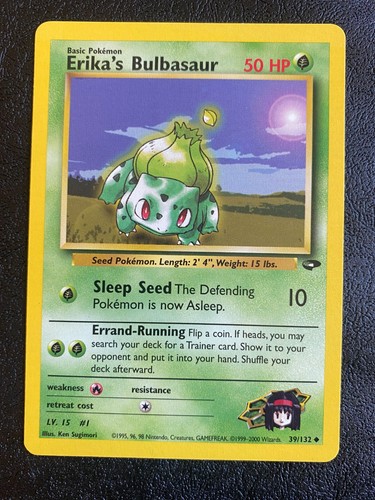 Basic Pokémon
Erika's Bulbasaur 50 HP
Seed Pokémon. Length: 2' 4", Weight: 15 lbs.
Sleep Seed The Defending 10
Pokémon is now Asleep.
Errand-Running Flip a coin. If heads, you may
search your deck for a Trainer card. Show it to your
opponent and put it into your hand. Shuffle your
deck afterward.
weakness resistance
retreat cost
LV. 15 #1
Illus. Ken Sugimori ©1995, 96, 98 Nintendo, Creatures, GAMEFREAK. ©1999-2000 Wizards. 39/132